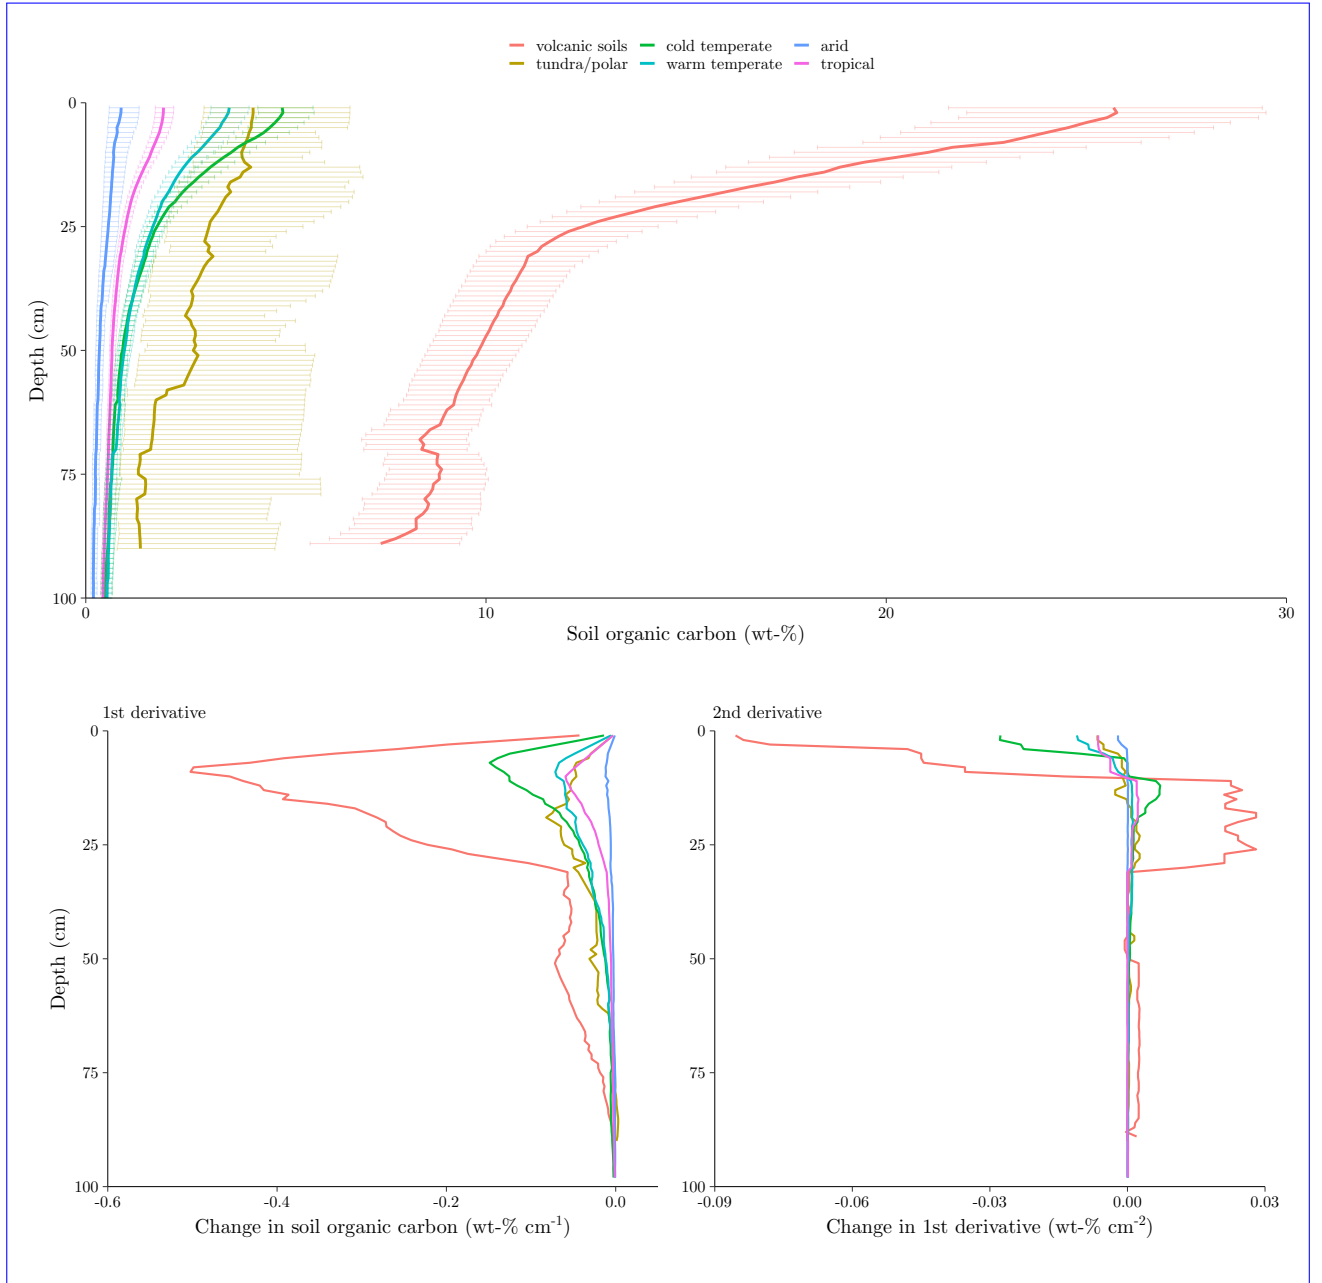 volcanic soils cold temperate arid
tundra/polar warm temperate tropical
0
25
50
75
100
Depth (cm)
0 10 20 30
Soil organic carbon (wt-%)
1st derivative
0
25
50
75
100
Depth (cm)
-0.6 -0.4 -0.2 0.0
Change in soil organic carbon (wt-% cm-1)
2nd derivative
0
25
50
75
100
-0.09 -0.06 -0.03 0.00 0.03
Change in 1st derivative (wt-% cm-2)